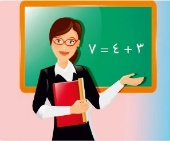 ٧ = ٤ + ٣